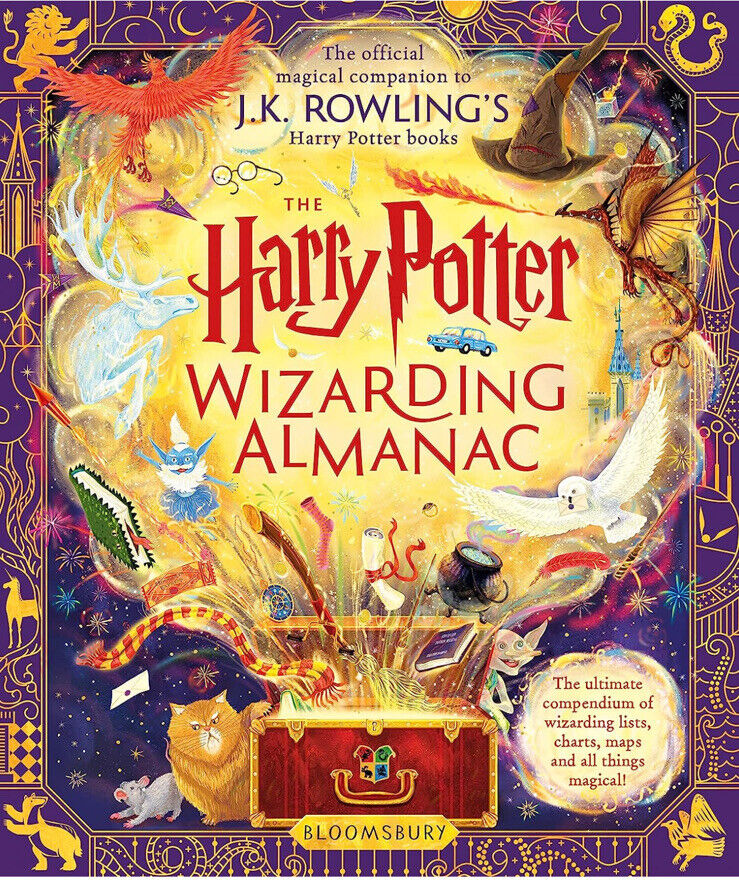 The official
magical companion to
J.K. ROWLING'S
Harry Potter books
THE
Harry Potter
WIZARDING
ALMANAC
The ultimate
compendium of
wizarding lists,
charts, maps
and all things
magical!
BLOOMSBURY